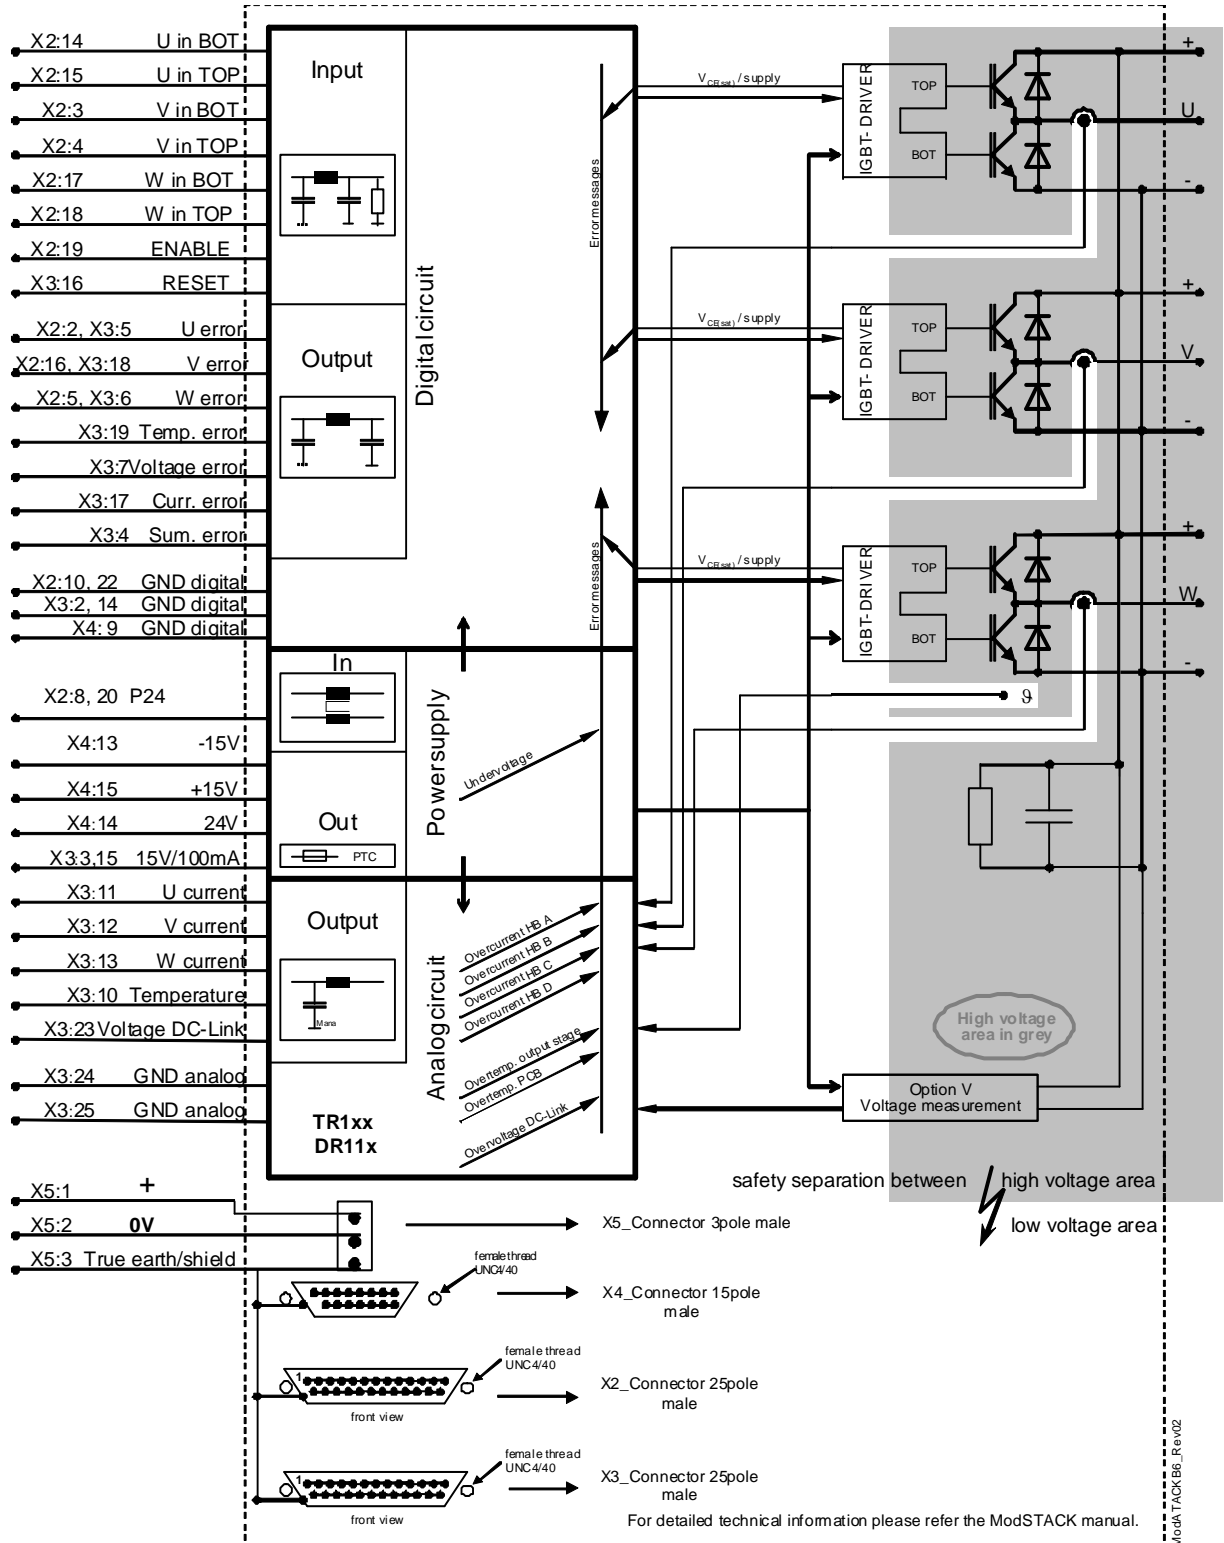 X2:14 U in BOT
X2:15 U in TOP
X2:3 V in BOT
X2:4 V in TOP
X2:17 W in BOT
X2:18 W in TOP
X2:19 ENABLE
X3:16 RESET
X2:2, X3:5 U error
X2:16, X3:18 V error
X2:5, X3:6 W error
X3:19 Temp. error
X3:7 Voltage error
X3:17 Curr. error
X3:4 Sum. error
X2:10, 22 GND digital
X3:2, 14 GND digital
X4: 9 GND digital
X2:8, 20 P24
X4:13 -15V
X4:15 +15V
X4:14 24V
X3:3,15 15V/100mA
X3:11 U current
X3:12 V current
X3:13 W current
X3:10 Temperature
X3:23 Voltage DC-Link
X3:24 GND analog
X3:25 GND analog
X5:1 +
X5:2 0V
X5:3 True earth/shield
Input
Output
Digitalcircuit
In
Out
PTC
Powersupply
Output
Mana
Analogcircuit
TR1xx
DR11x
Errormessages
Errormessages
Undervoltage
Overcurrent HB A
Overcurrent HB B
Overcurrent HB C
Overcurrent HB D
Overtemp. output stage
Overtemp. PCB
Overvoltage DC-Link
VCE(sat) / supply
IGBT- DRIVER
TOP
BOT
+
U
-
VCE(sat) / supply
IGBT- DRIVER
TOP
BOT
+
V
-
VCE(sat) / supply
IGBT- DRIVER
TOP
BOT
+
W
-
ϑ
High voltage
area in grey
Option V
Voltage measurement
safety separation between high voltage area
low voltage area
X5_Connector 3pole male
female thread
UNC4/40
X4_Connector 15pole
male
1
front view
female thread
UNC4/40
X2_Connector 25pole
male
1
front view
female thread
UNC4/40
X3_Connector 25pole
male
For detailed technical information please refer the ModSTACK manual.
ModATACKB6_Rev02